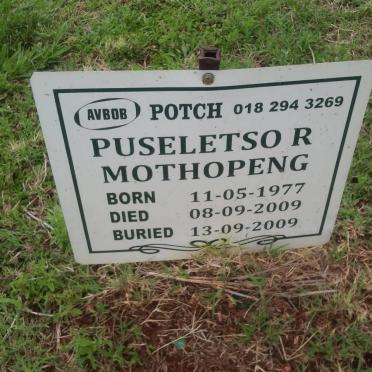 AVBOB POTCH 018 294 3269
PUSELETSO R
MOTHOPENG
BORN 11-05-1977
DIED 08-09-2009
BURIED 13-09-2009